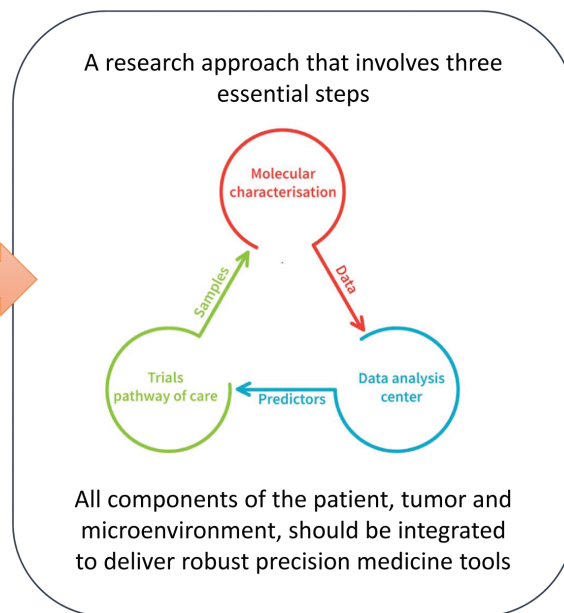 A research approach that involves three
essential steps
Molecular
characterisation
Samples
Data
Trials
pathway of care
Predictors
Data analysis
center
All components of the patient, tumor and
microenvironment, should be integrated
to deliver robust precision medicine tools